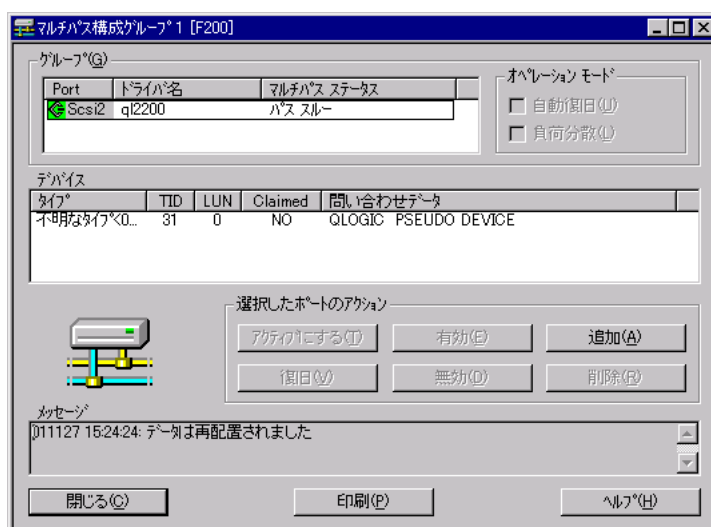 マルチパス構成グループ 1 [F200]
グループ(G)
Port ドライバ名 マルチパス ステータス
Scsi2 ql2200 パス スルー
オペレーション モード
自動復旧(U)
負荷分散(L)
デバイス
タイプ TID LUN Claimed 問い合わせデータ
不明なタイプ<0... 31 0 NO QLOGIC PSEUDO DEVICE
選択したポートのアクション
アクティブにする(T) 有効(E) 追加(A)
復旧(V) 無効(D) 削除(R)
メッセージ
011127 15:24:24: データは再配置されました
閉じる(C) 印刷(P) ヘルプ(H)